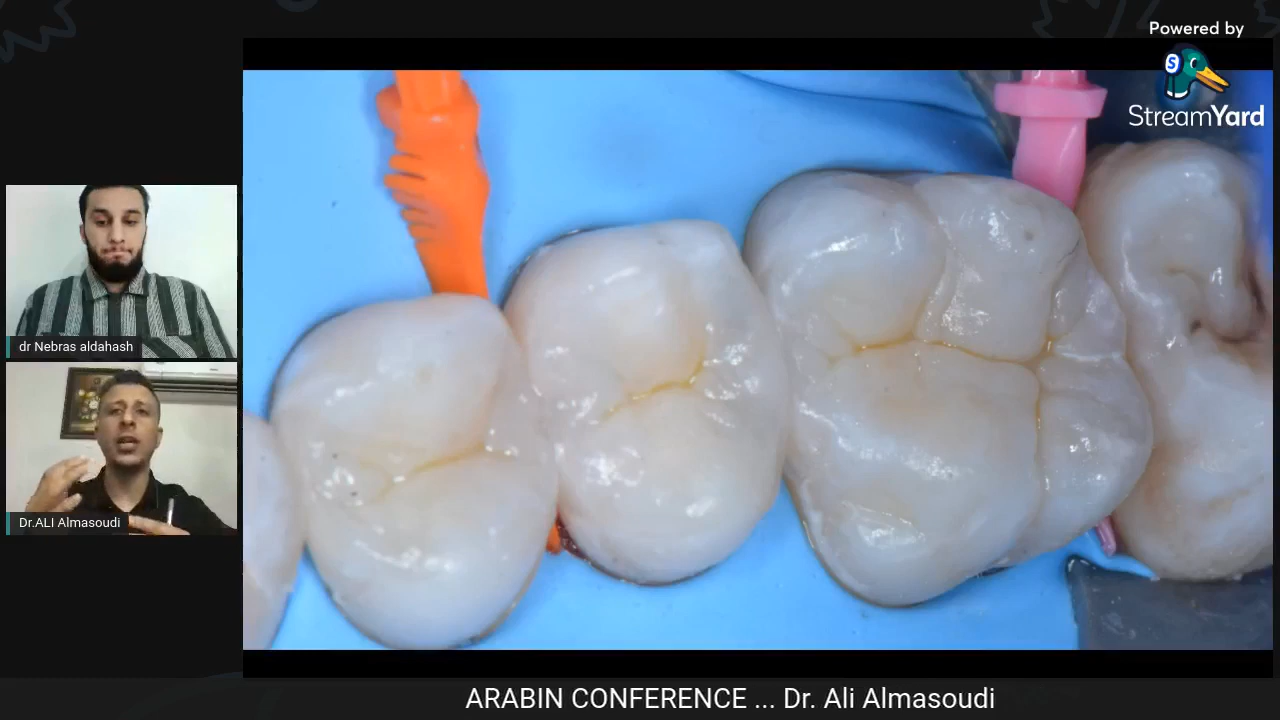 Powered by
S
StreamYard
dr Nebras aldahash
Dr.ALI Almasoudi
ARABIN CONFERENCE ... Dr. Ali Almasoudi